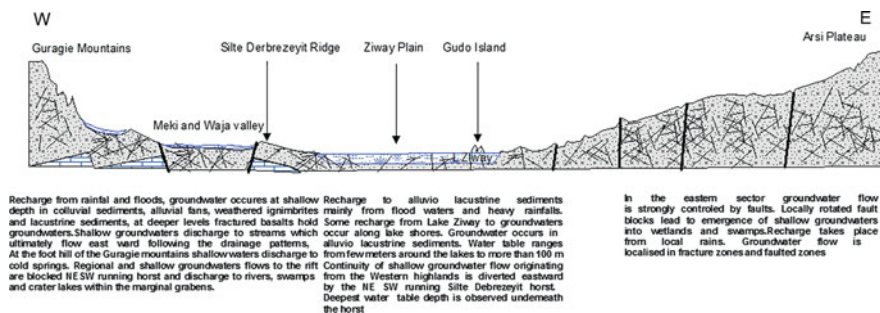 W
E
Guragie Mountains
Silte Derbrezeyit Ridge
Ziway Plain
Gudo Island
Arsi Plateau
Meki and Waja valley
L.Ziway
Recharge from rainfall and floods, groundwater occures at shallow
depth in colluvial sediments, alluvial fans, weathered ignimbrites
and lacustrine sediments, at deeper levels fractured basalts hold
groundwaters.Shallow groundwaters discharge to streams which
ultimately flow east ward following the drainage patterns,
At the foot hill of the Guragie mountains shallow waters discharge to
cold springs. Regional and shallow groundwaters flows to the rift
are blocked NE SW running horst and discharge to rivers, swamps
and crater lakes within the marginal grabens.
Recharge to alluvio lacustrine sediments
mainly from flood waters and heavy rainfalls.
Some recharge from Lake Ziway to groundwaters
occur along lake shores. Groundwater occurs in
alluvio lacustrine sediments. Water table ranges
from few meters around the lakes to more than 100 m
Continuity of shallow groundwater flow originating
from the Western highlands is diverted eastward
by the NE SW running Silte Debrezeyit horst.
Deepest water table depth is observed underneath
the horst
In the eastern sector groundwater flow
is strongly controled by faults. Locally rotated fault
blocks lead to emergence of shallow groundwaters
into wetlands and swamps.Recharge takes place
from local rains. Groundwater flow is
localised in fracture zones and faulted zones